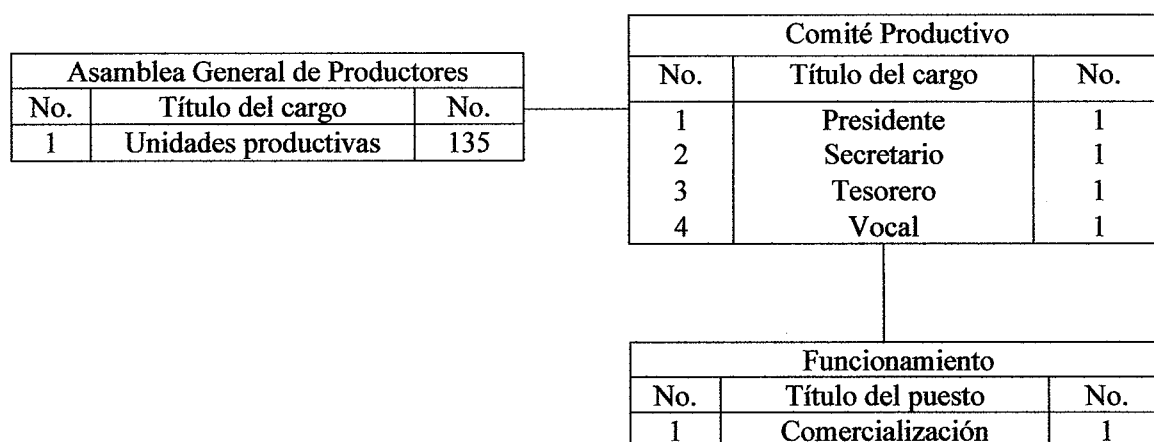 Asamblea General de Productores
No. Título del cargo No.
1 Unidades productivas 135
Comité Productivo
No. Título del cargo No.
1 Presidente 1
2 Secretario 1
3 Tesorero 1
4 Vocal 1
Funcionamiento
No. Título del puesto No.
1 Comercialización 1